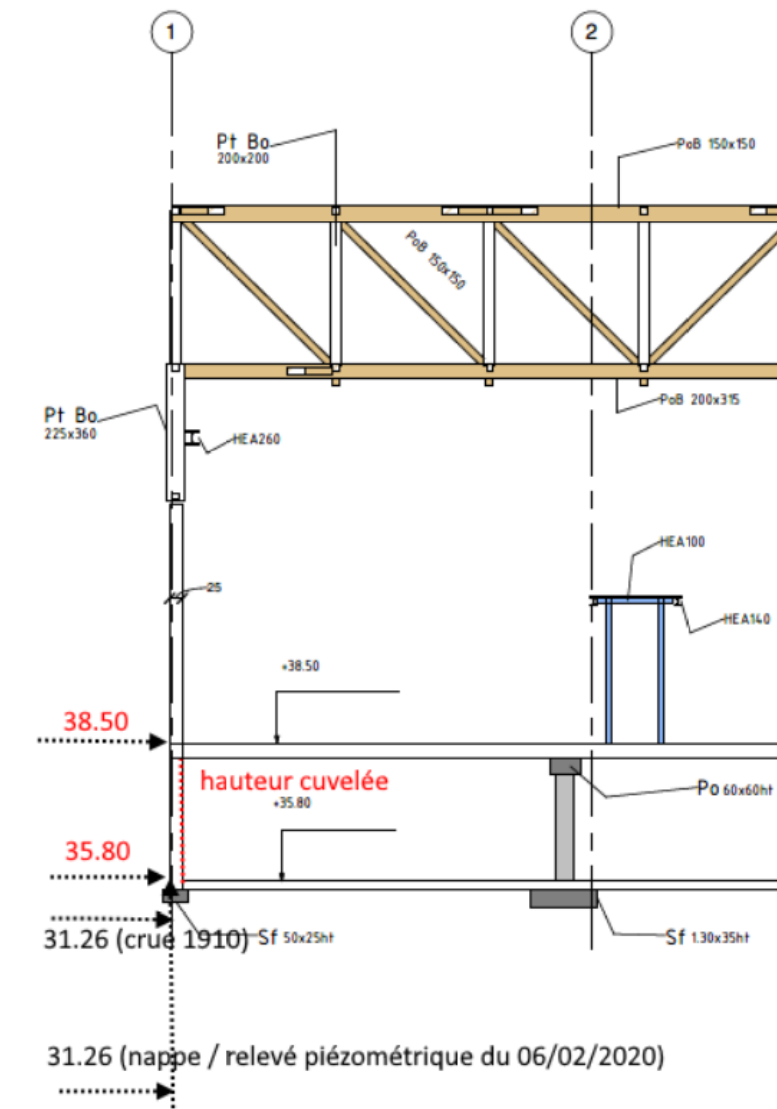 1
2
Pt Bo
200x200
PoB 150x150
PoB 150x150
Pt Bo
225x360
HEA260
PoB 200x315
25
HEA100
HEA140
+38.50
38.50
hauteur cuvelée
+35.80
Po 60x60ht
35.80
31.26 (crue 1910)
Sf 50x25ht
Sf 1.30x35ht
31.26 (nappe / relevé piézométrique du 06/02/2020)